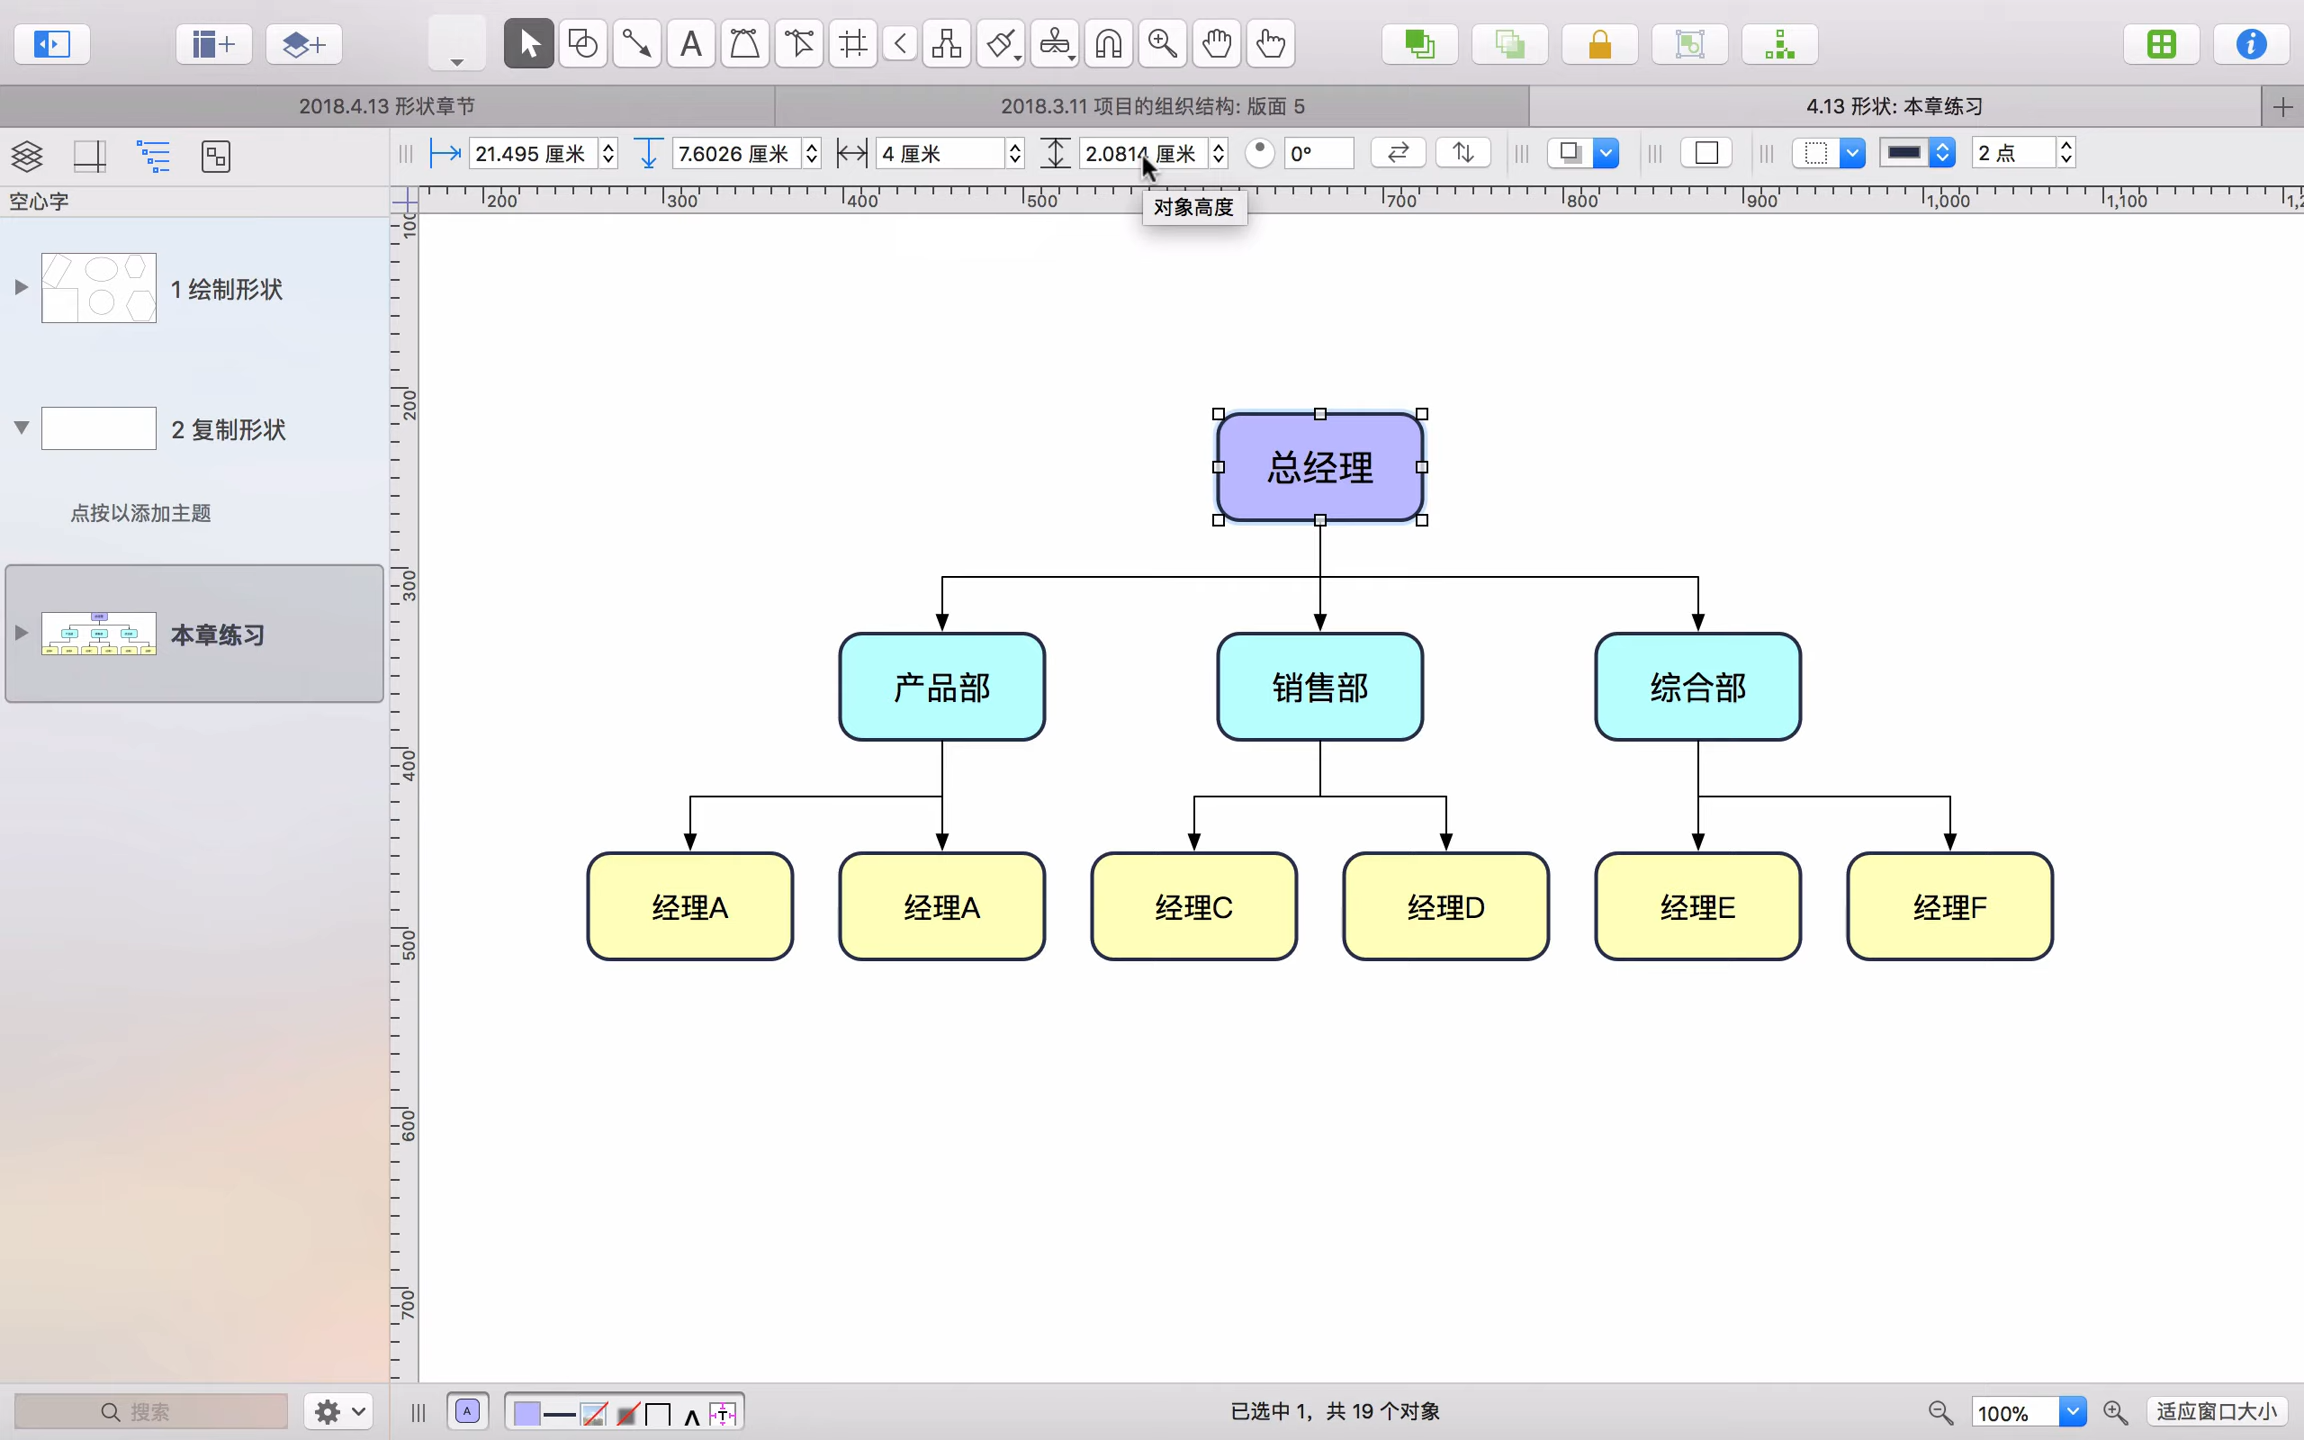 A
2018.4.13 形状章节
2018.3.11 项目的组织结构: 版面 5
4.13 形状: 本章练习
21.495 厘米
7.6026 厘米
4 厘米
2.0814 厘米
0°
2 点
空心字
200
300
400
500
700
800
900
1,000
1,100
对象高度
1 绘制形状
2 复制形状
点按以添加主题
本章练习
100
200
300
400
500
600
700
总经理
产品部
销售部
综合部
经理A
经理A
经理C
经理D
经理E
经理F
搜索
A
已选中 1，共 19 个对象
100%
适应窗口大小